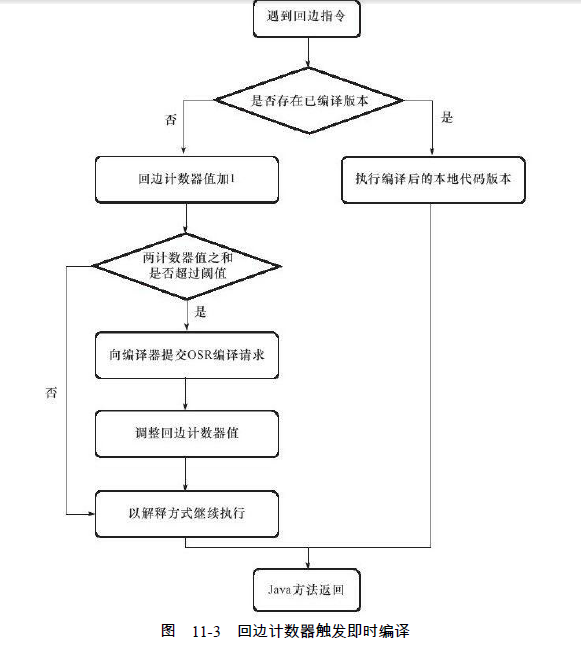 遇到回边指令
是否存在已编译版本
否
是
回边计数器值加1
执行编译后的本地代码版本
两计数器值之和
是否超过阈值
是
向编译器提交OSR编译请求
否
调整回边计数器值
以解释方式继续执行
Java方法返回
图 11-3 回边计数器触发即时编译